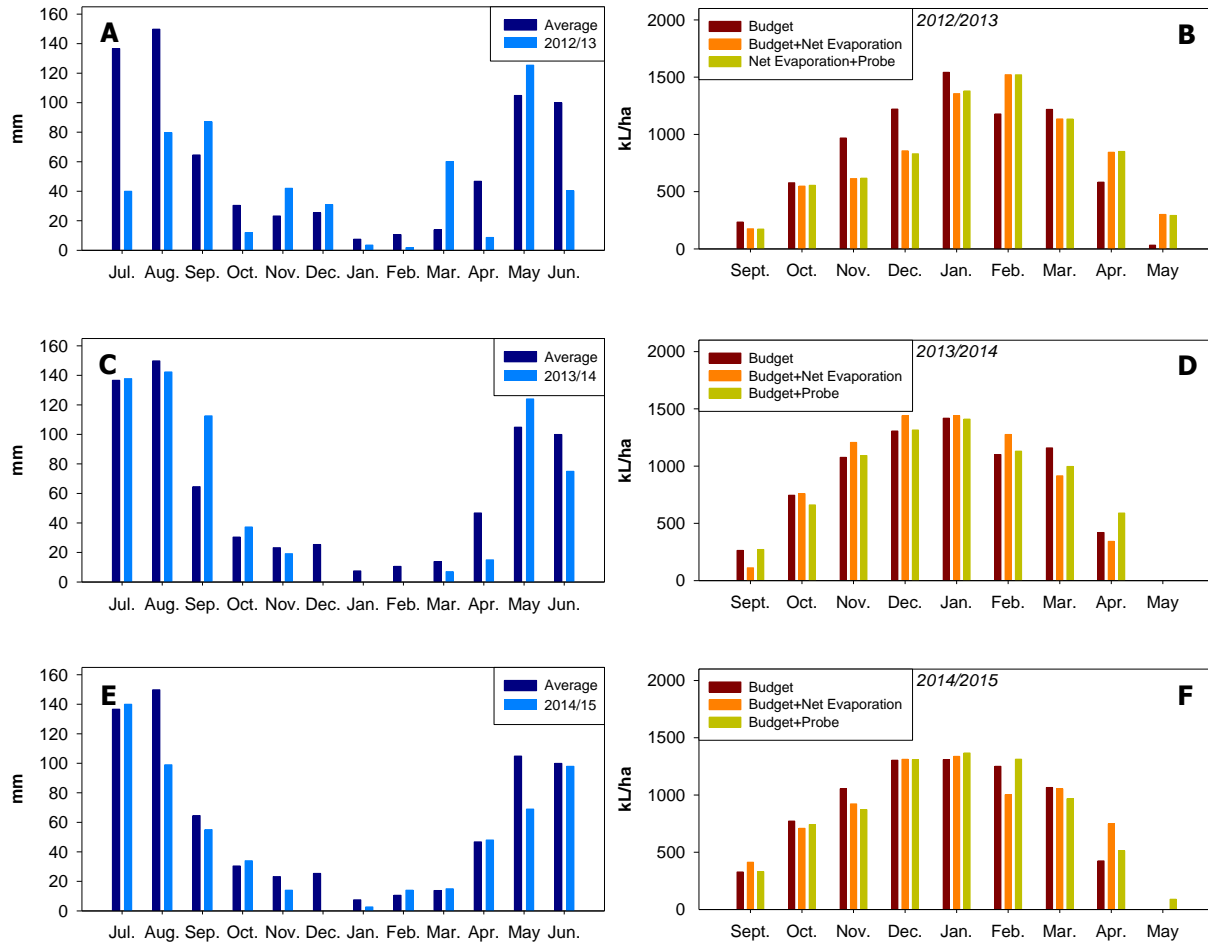 A
Average
2012/13
mm
160
140
120
100
80
60
40
20
0
Jul. Aug. Sep. Oct. Nov. Dec. Jan. Feb. Mar. Apr. May Jun.
2012/2013
B
Budget
Budget+Net Evaporation
Net Evaporation+Probe
kL/ha
2000
1500
1000
500
0
Sept. Oct. Nov. Dec. Jan. Feb. Mar. Apr. May
C
Average
2013/14
mm
160
140
120
100
80
60
40
20
0
Jul. Aug. Sep. Oct. Nov. Dec. Jan. Feb. Mar. Apr. May Jun.
2013/2014
D
Budget
Budget+Net Evaporation
Budget+Probe
kL/ha
2000
1500
1000
500
0
Sept. Oct. Nov. Dec. Jan. Feb. Mar. Apr. May
E
Average
2014/15
mm
160
140
120
100
80
60
40
20
0
Jul. Aug. Sep. Oct. Nov. Dec. Jan. Feb. Mar. Apr. May Jun.
2014/2015
F
Budget
Budget+Net Evaporation
Budget+Probe
kL/ha
2000
1500
1000
500
0
Sept. Oct. Nov. Dec. Jan. Feb. Mar. Apr. May